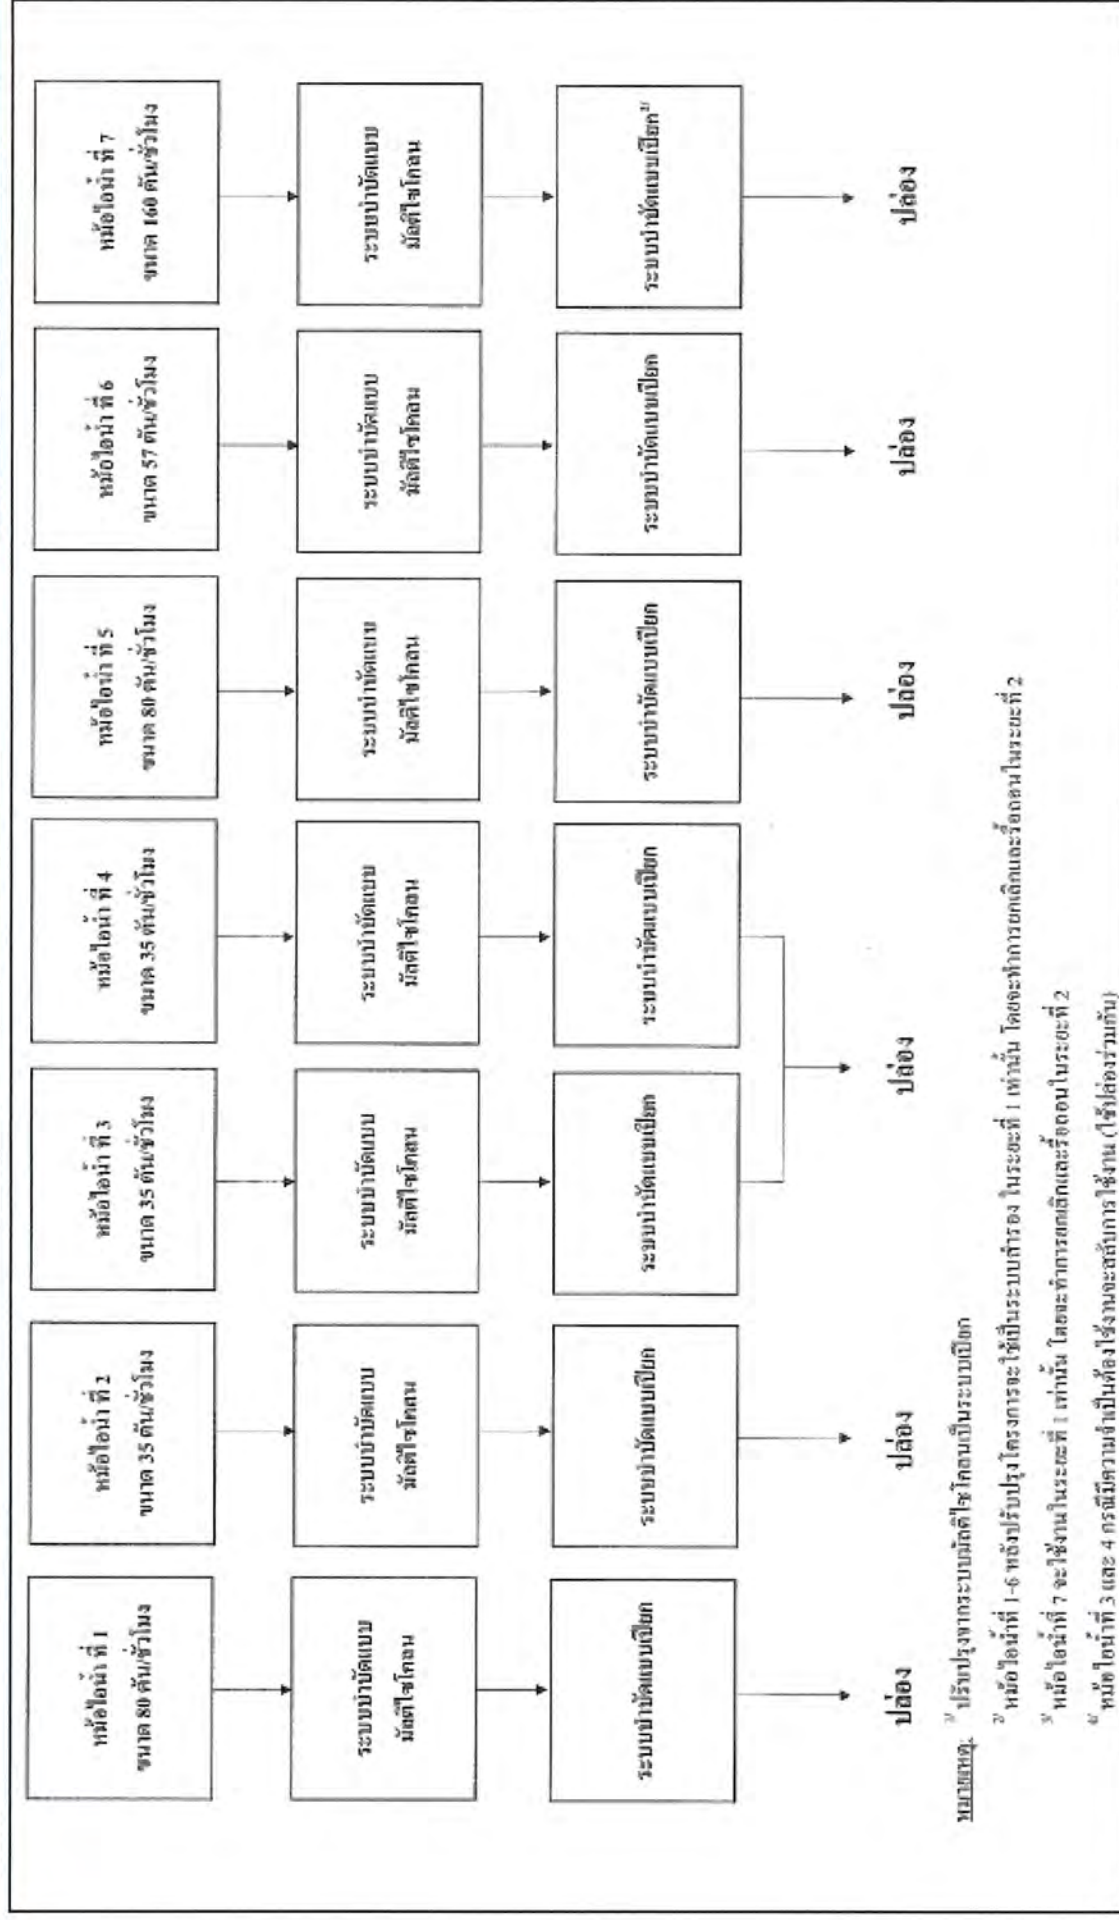 หม้อไอน้ำ ที่ 1
ขนาด 80 ตัน/ชั่วโมง
หม้อไอน้ำ ที่ 2
ขนาด 35 ตัน/ชั่วโมง
หม้อไอน้ำ ที่ 3
ขนาด 35 ตัน/ชั่วโมง
หม้อไอน้ำ ที่ 4
ขนาด 35 ตัน/ชั่วโมง
หม้อไอน้ำ ที่ 5
ขนาด 80 ตัน/ชั่วโมง
หม้อไอน้ำ ที่ 6
ขนาด 57 ตัน/ชั่วโมง
หม้อไอน้ำ ที่ 7
ขนาด 160 ตัน/ชั่วโมง
ระบบบำบัดแบบ
มัลติไซโคลน
ระบบบำบัดแบบ
มัลติไซโคลน
ระบบบำบัดแบบ
มัลติไซโคลน
ระบบบำบัดแบบ
มัลติไซโคลน
ระบบบำบัดแบบ
มัลติไซโคลน
ระบบบำบัดแบบ
มัลติไซโคลน
ระบบบำบัดแบบ
มัลติไซโคลน
ระบบบำบัดแบบเปียก
ระบบบำบัดแบบเปียก
ระบบบำบัดแบบเปียก
ระบบบำบัดแบบเปียก
ระบบบำบัดแบบเปียก
ระบบบำบัดแบบเปียก
ระบบบำบัดแบบเปียก
ปล่อง
ปล่อง
ปล่อง
ปล่อง
ปล่อง
ปล่อง
หมายเหตุ: 1/ ปรับปรุงจากระบบมัลติไซโคลนเป็นระบบเปียก
2/ หม้อไอน้ำที่ 1-6 หลังปรับปรุงโครงการจะใช้เป็นระบบสำรอง ในระยะที่ 1 เท่านั้น โดยจะทำการยกเลิกและรื้อถอนในระยะที่ 2
3/ หม้อไอน้ำที่ 7 จะใช้งานในระยะที่ 1 เท่านั้น โดยจะทำการยกเลิกและรื้อถอนในระยะที่ 2
4/ หม้อไอน้ำที่ 3 และ 4 กรณีมีความจำเป็นต้องใช้งานจะสลับการใช้งาน (ใช้ปล่องร่วมกัน)